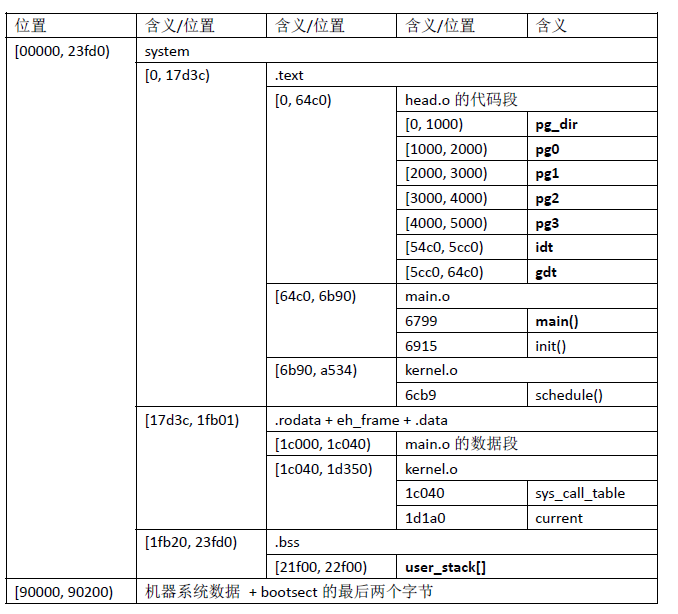 位置 含义/位置 含义/位置 含义/位置 含义
[00000, 23fd0) system
[0, 17d3c) .text
[0, 64c0) head.o 的代码段
[0, 1000) pg_dir
[1000, 2000) pg0
[2000, 3000) pg1
[3000, 4000) pg2
[4000, 5000) pg3
[54c0, 5cc0) idt
[5cc0, 64c0) gdt
[64c0, 6b90) main.o
6799 main()
6915 init()
[6b90, a534) kernel.o
6cb9 schedule()
[17d3c, 1fb01) .rodata + eh_frame + .data
[1c000, 1c040) main.o 的数据段
[1c040, 1d350) kernel.o
1c040 sys_call_table
1d1a0 current
[1fb20, 23fd0) .bss
[21f00, 22f00) user_stack[]
[90000, 90200) 机器系统数据 + bootsect 的最后两个字节